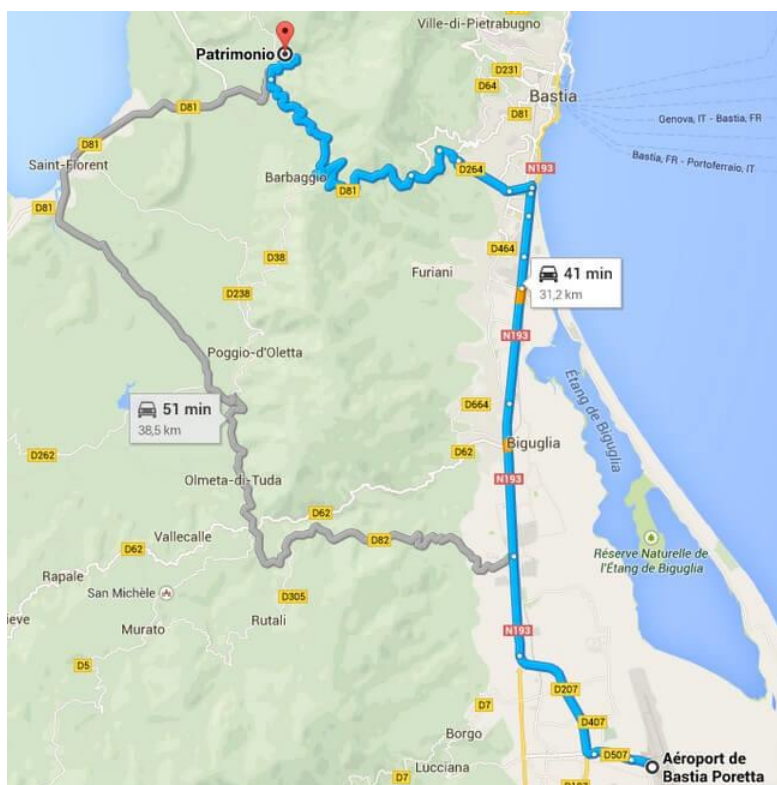 Ville-di-Pietrabugno
Patrimonio
D231
D64
Bastia
D81
D81
Genova, IT - Bastia, FR
D81
Saint-Florent
D264
Bastia, FR - Portoferraio, IT
N193
Barbaggio
D81
D81
D464
D38
Furiani
41 min
31,2 km
D238
N193
Poggio-d'Oletta
Étang de Biguglia
51 min
38,5 km
D664
Biguglia
D262
D62
N193
Olmeta-di-Tuda
D62
Vallecalle
D82
D62
Réserve Naturelle de
l'Étang de Biguglia
Rapale
San Michèle
D305
ieve
Rutali
Murato
N193
D5
D207
D7
D407
Borgo
D507
Aéroport de
Bastia Poretta
Lucciana
D7